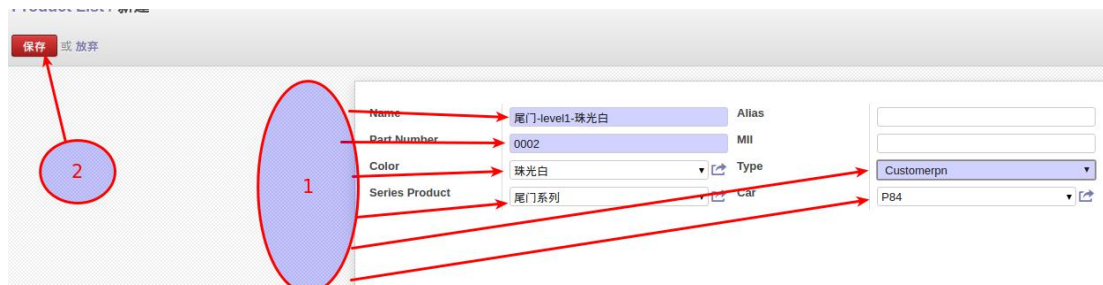 Product List / 新建
保存 或 放弃
Name 尾门-level1-珠光白 Alias
Part Number 0002 MII
Color 珠光白 Type Customerpn
Series Product 尾门系列 Car P84
1
2